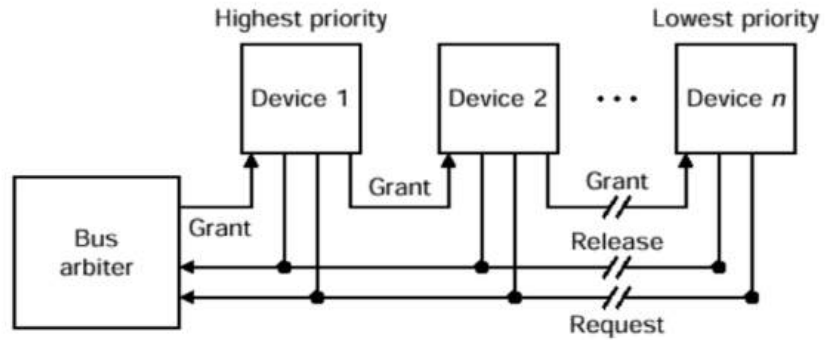 Highest priority
Lowest priority
Device 1
Device 2
...
Device n
Grant
Grant
Grant
Bus
arbiter
Release
Request